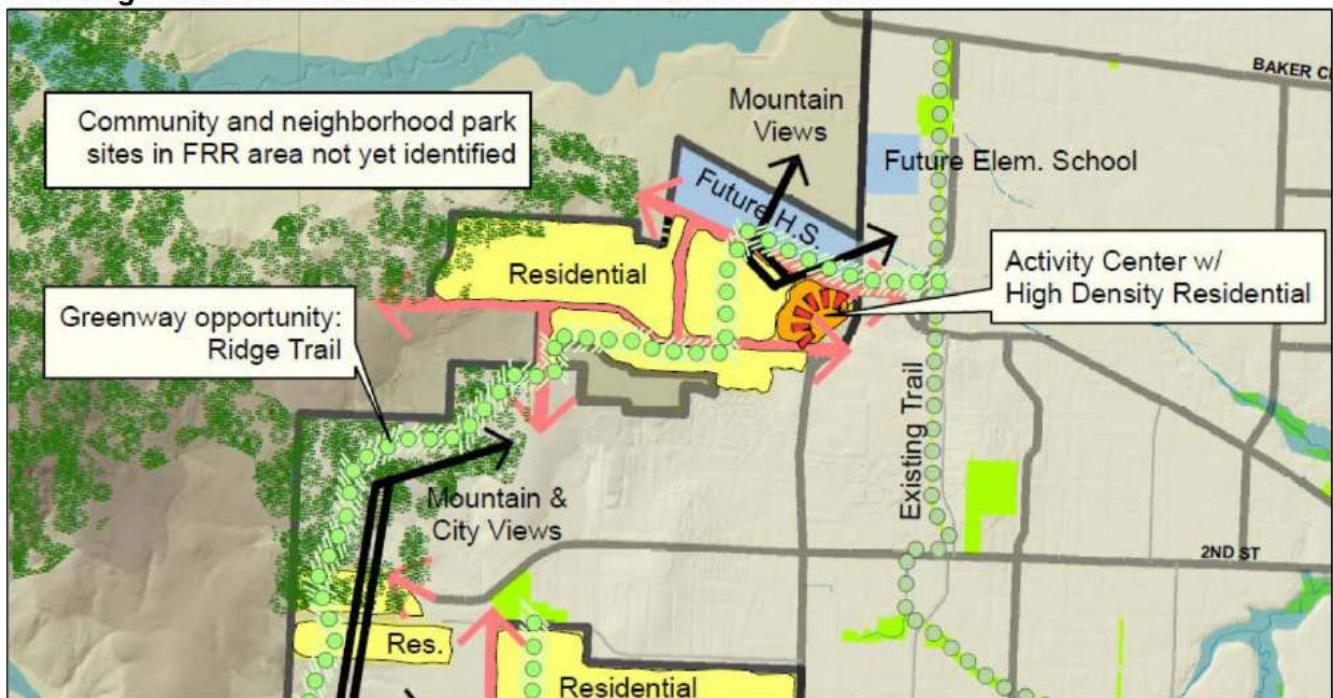 Mountain
Views
BAKER C
Community and neighborhood park
sites in FRR area not yet identified
Future Elem. School
Future H.S.
Residential
Activity Center w/
High Density Residential
Greenway opportunity:
Ridge Trail
Existing Trail
Mountain &
City Views
2ND ST
Res.
Residential